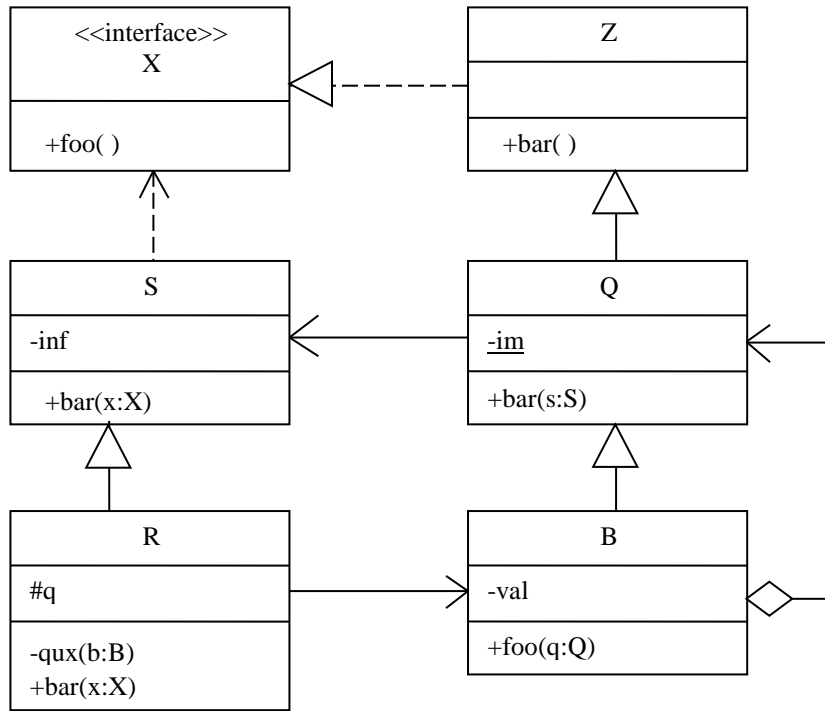 <<interface>>
X
+foo( )
Z
+bar( )
S
-inf
+bar(x:X)
Q
-im
+bar(s:S)
R
#q
-qux(b:B)
+bar(x:X)
B
-val
+foo(q:Q)